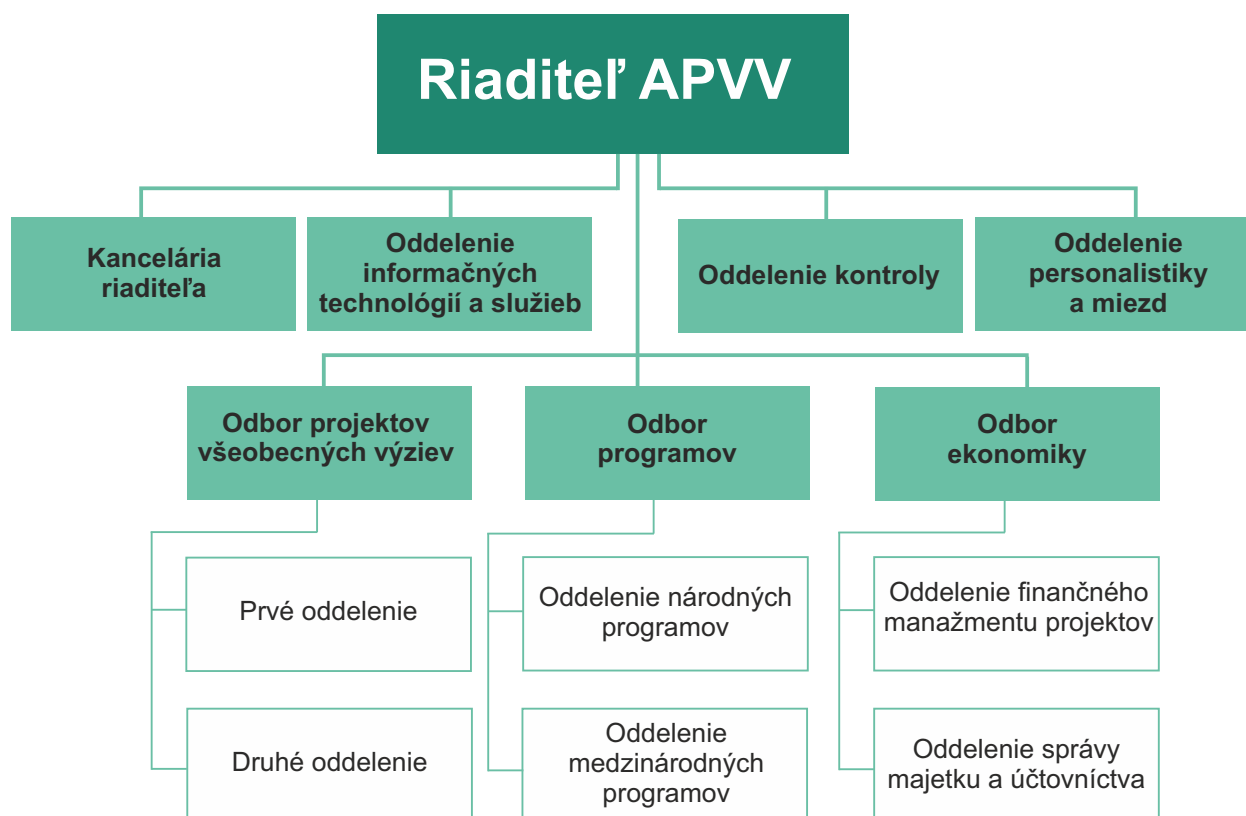 Riaditeľ APVV
Kancelária
riaditeľa
Oddelenie
informačných
technológií a služieb
Oddelenie kontroly
Oddelenie
personalistiky
a miezd
Odbor projektov
všeobecných výziev
Odbor
programov
Odbor
ekonomiky
Prvé oddelenie
Oddelenie národných
programov
Oddelenie finančného
manažmentu projektov
Druhé oddelenie
Oddelenie
medzinárodných
programov
Oddelenie správy
majetku a účtovníctva